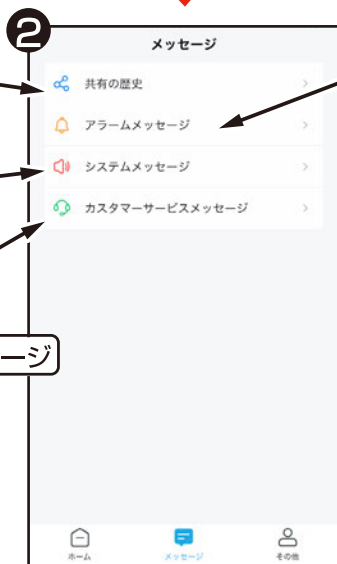 2
メッセージ
共有の歴史
アラームメッセージ
システムメッセージ
カスタマーサービスメッセージ
ージ
ホーム
メッセージ
その他